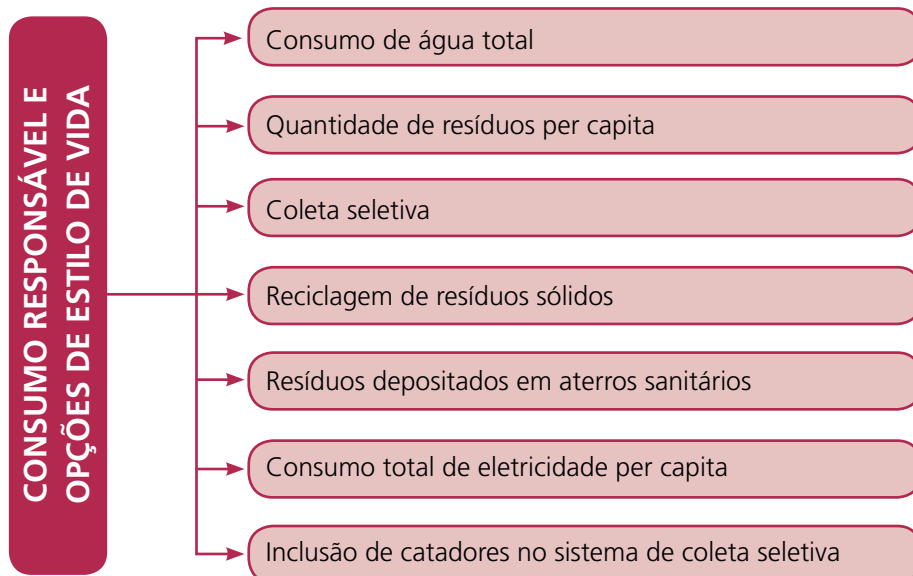 CONSUMO RESPONSÁVEL E
OPÇÕES DE ESTILO DE VIDA
Consumo de água total
Quantidade de resíduos per capita
Coleta seletiva
Reciclagem de resíduos sólidos
Resíduos depositados em aterros sanitários
Consumo total de eletricidade per capita
Inclusão de catadores no sistema de coleta seletiva